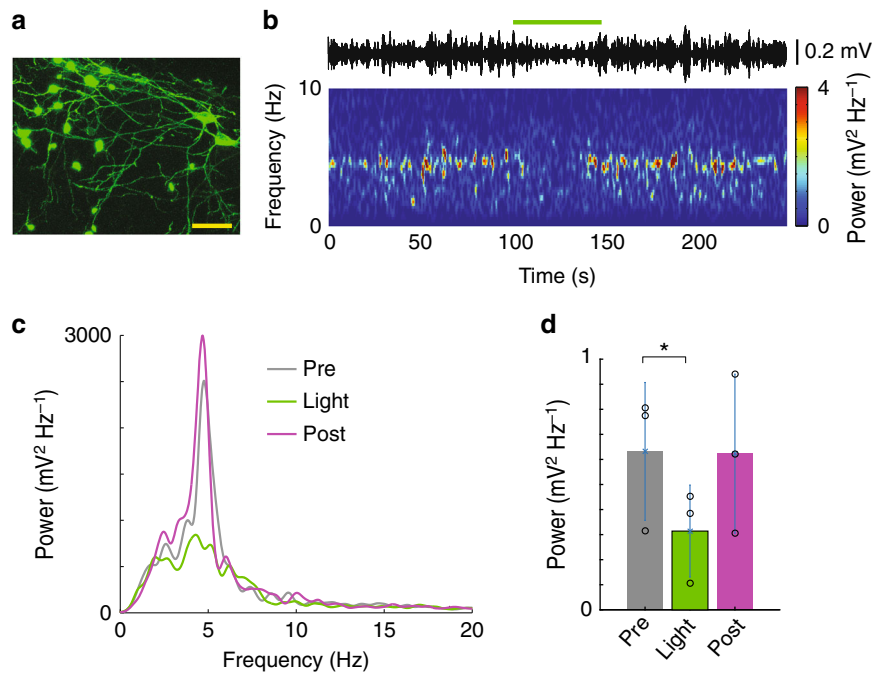 a
b
0.2 mV
10
0
Frequency (Hz)
0 50 100 150 200
Time (s)
4
0
Power (mV² Hz⁻¹)
c
3000
0
Power (mV² Hz⁻¹)
Pre
Light
Post
0 5 10 15 20
Frequency (Hz)
d
*
1
0
Power (mV² Hz⁻¹)
Pre
Light
Post